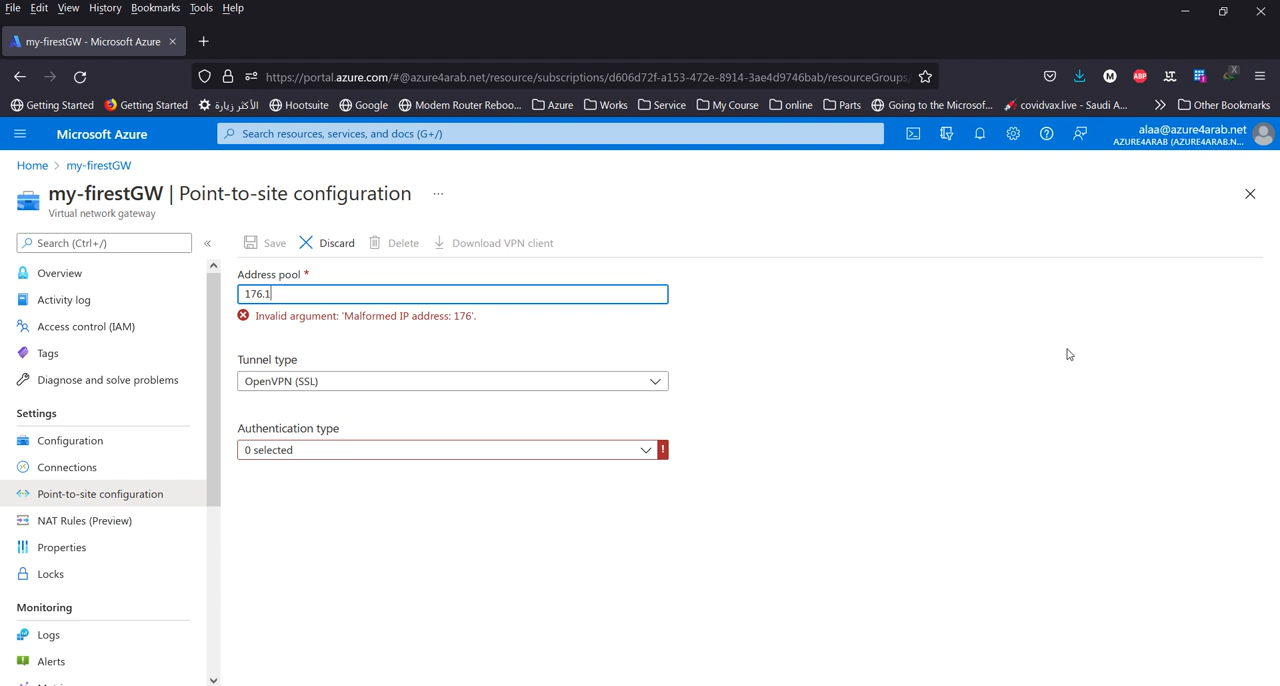 File Edit View History Bookmarks Tools Help
my-firestGW - Microsoft Azure
https://portal.azure.com/#@azure4arab.net/resource/subscriptions/d606d72f-a153-472e-8914-3ae4d9746bab/resourceGroups/
Getting Started Getting Started الأكثر زيارة Hootsuite Google Modem Router Reboo... Azure Works Service My Course online Parts Going to the Microsof... covidvax.live - Saudi A... Other Bookmarks
Microsoft Azure Search resources, services, and docs (G+/) alaa@azure4arab.net
AZURE4ARAB (AZURE4ARAB.N...
Home > my-firestGW
my-firestGW | Point-to-site configuration ...
Virtual network gateway
Search (Ctrl+/) « Save Discard Delete Download VPN client
Overview
Activity log
Access control (IAM)
Tags
Diagnose and solve problems
Settings
Configuration
Connections
Point-to-site configuration
NAT Rules (Preview)
Properties
Locks
Monitoring
Logs
Alerts
Address pool *
176.1
Invalid argument: 'Malformed IP address: 176'.
Tunnel type
OpenVPN (SSL)
Authentication type
0 selected